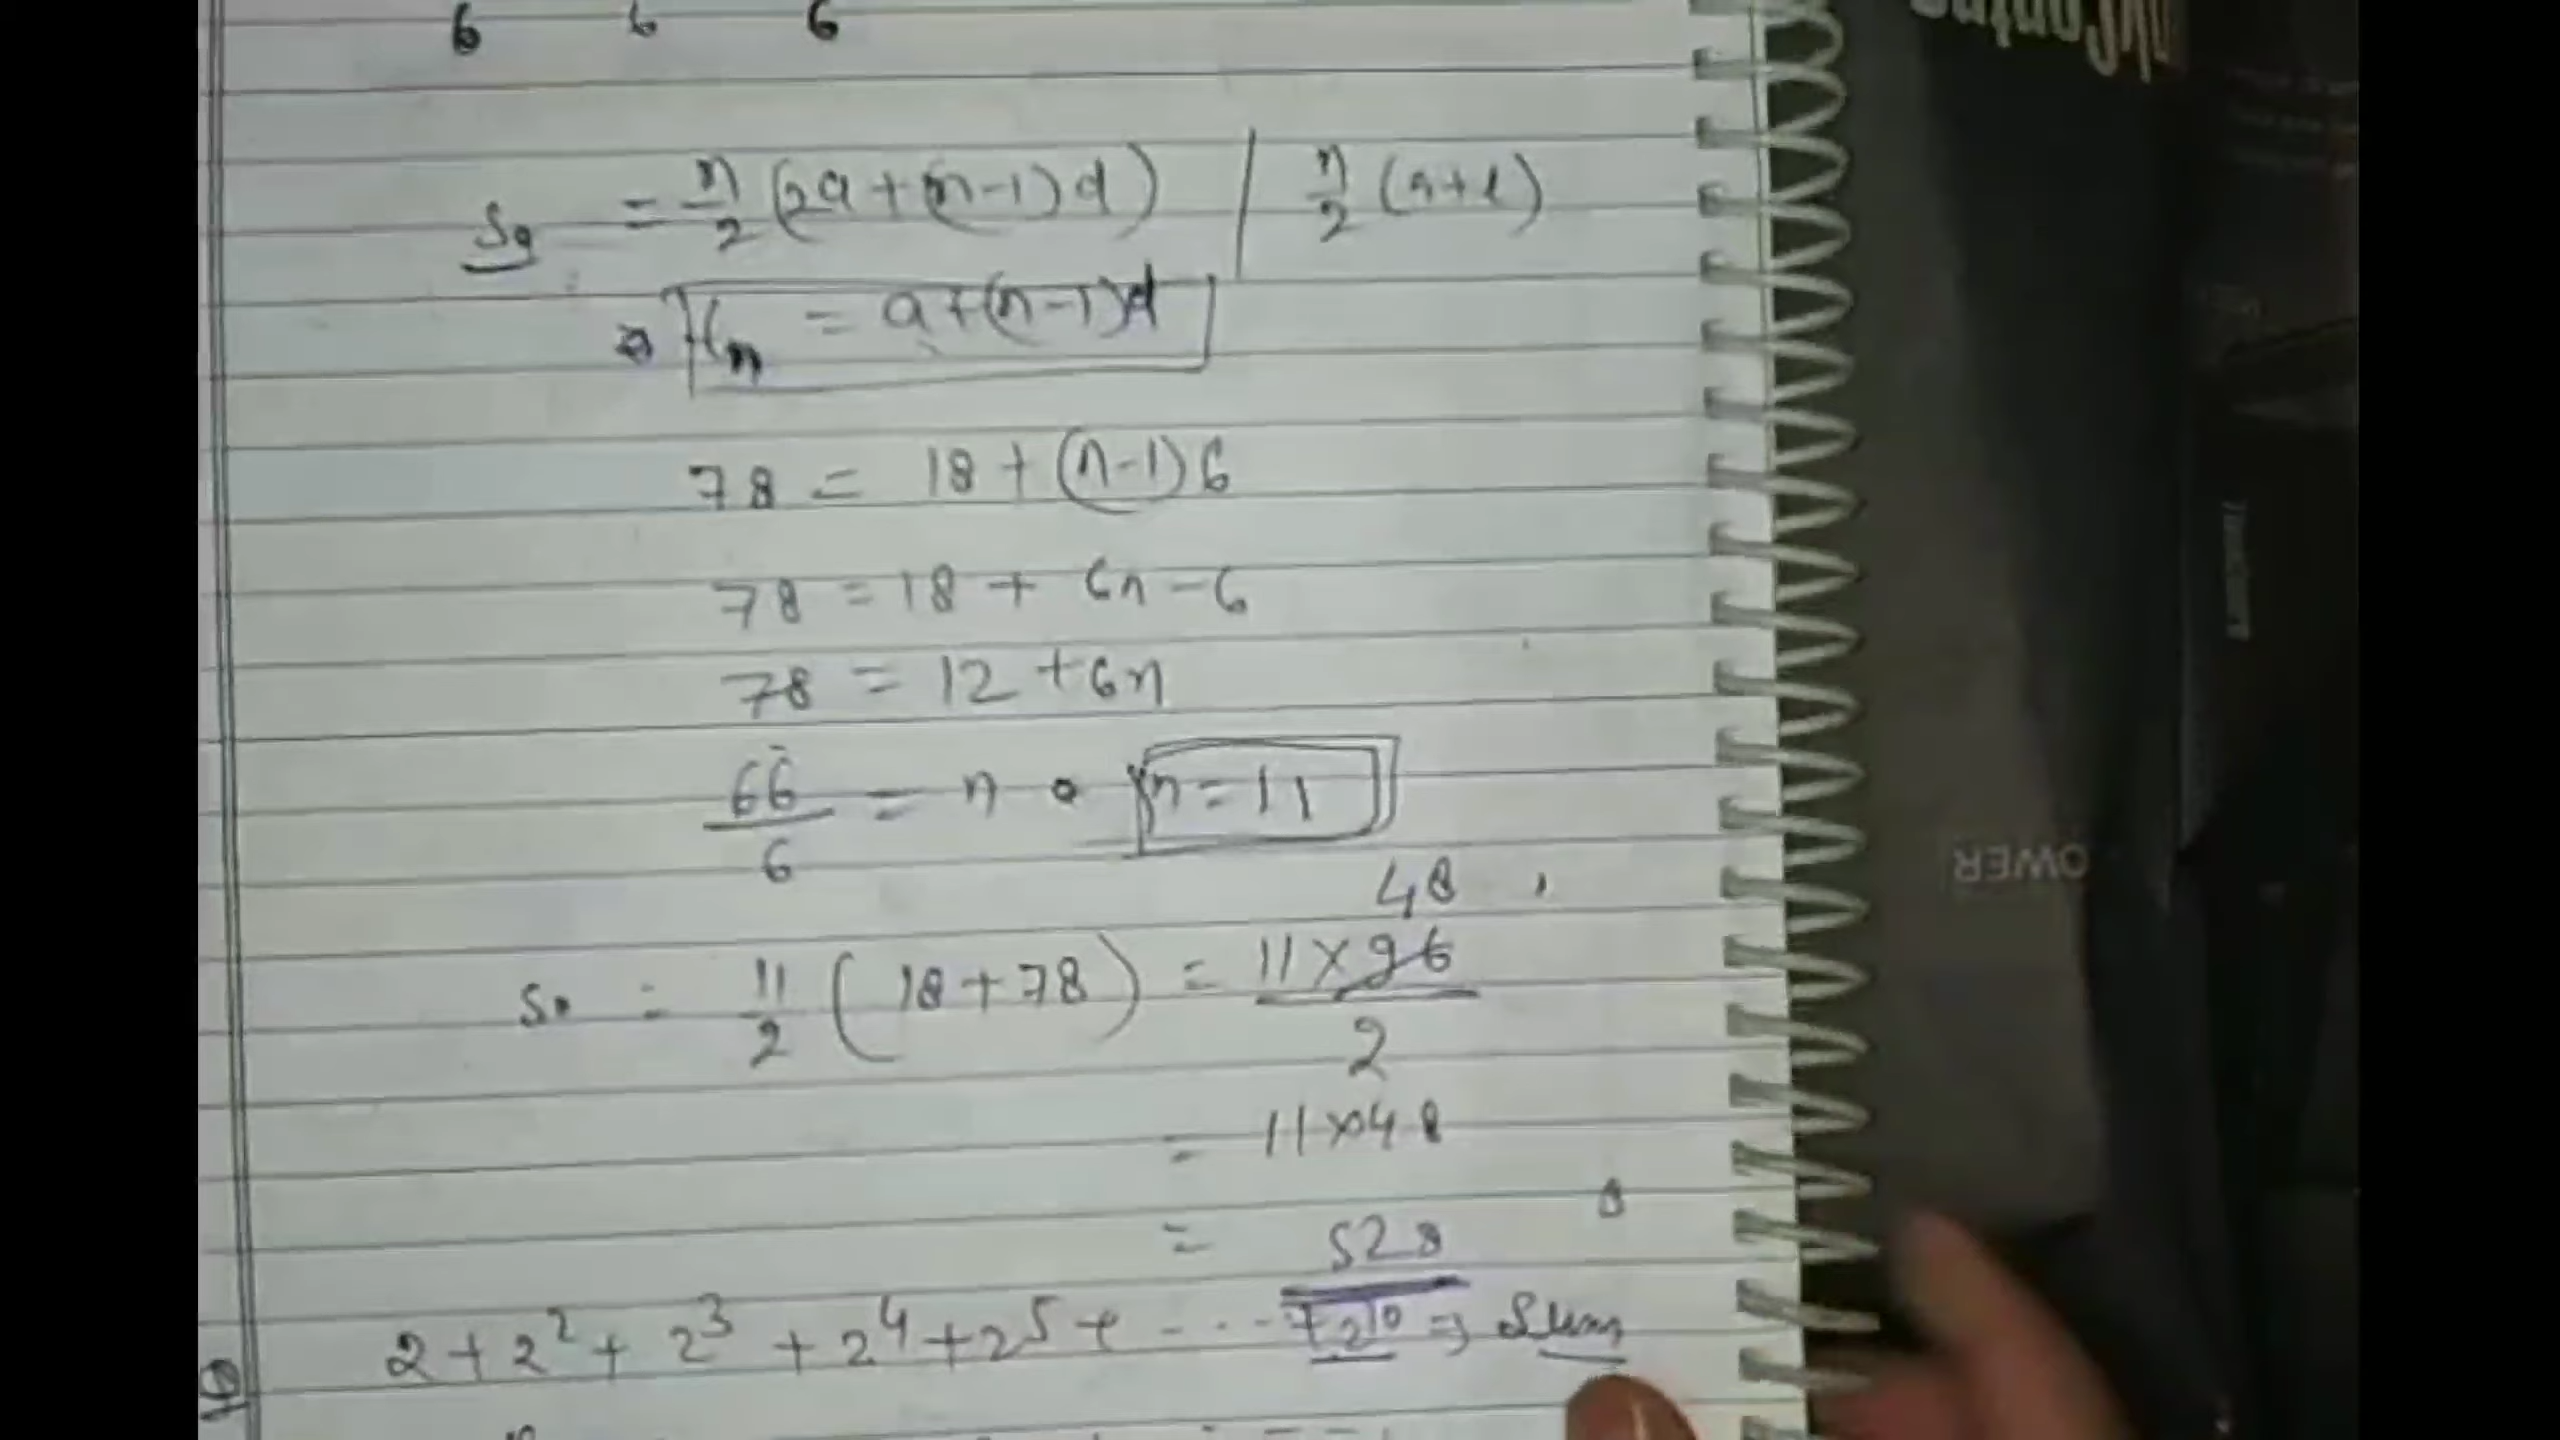 6 6 6
S9 = n/2 (2a + (n-1)d) | n/2 (a+l)
tn = a+(n-1)d
78 = 18 + (n-1)6
78 = 18 + 6n - 6
78 = 12 + 6n
66/6 = n n = 11
48
Sn = 11/2 (18+78) = 11×96/2
= 11×48
= 528
2 + 2² + 2³ + 2⁴ + 2⁵ + - . . - + 2¹⁰ ⇒ Sum
OWER